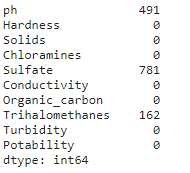 ph 491
Hardness 0
Solids 0
Chloramines 0
Sulfate 781
Conductivity 0
Organic_carbon 0
Trihalomethanes 162
Turbidity 0
Potability 0
dtype: int64